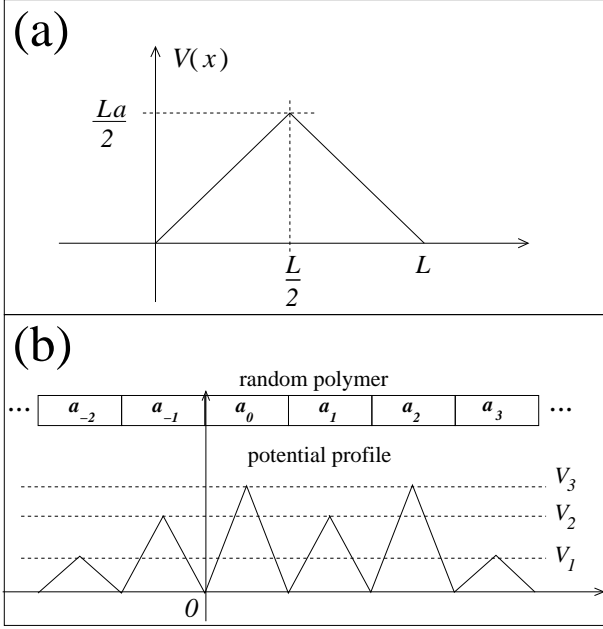 (a)
V(x)
La
2
L
2
L
(b)
random polymer
... a_{-2} a_{-1} a_0 a_1 a_2 a_3 ...
potential profile
V_3
V_2
V_1
0